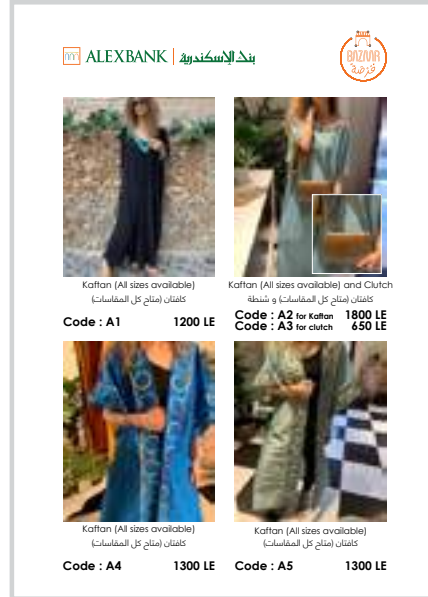 ALEXBANK | بنك الإسكندرية
BAZAAR
Kaftan (All sizes available)
كافتان (متاح كل المقاسات)
Code : A1 1200 LE
Kaftan (All sizes available) and Clutch
كافتان (متاح كل المقاسات) و شنطة
Code : A2 for Kaftan 1800 LE
Code : A3 for clutch 650 LE
Kaftan (All sizes available)
كافتان (متاح كل المقاسات)
Code : A4 1300 LE
Kaftan (All sizes available)
كافتان (متاح كل المقاسات)
Code : A5 1300 LE